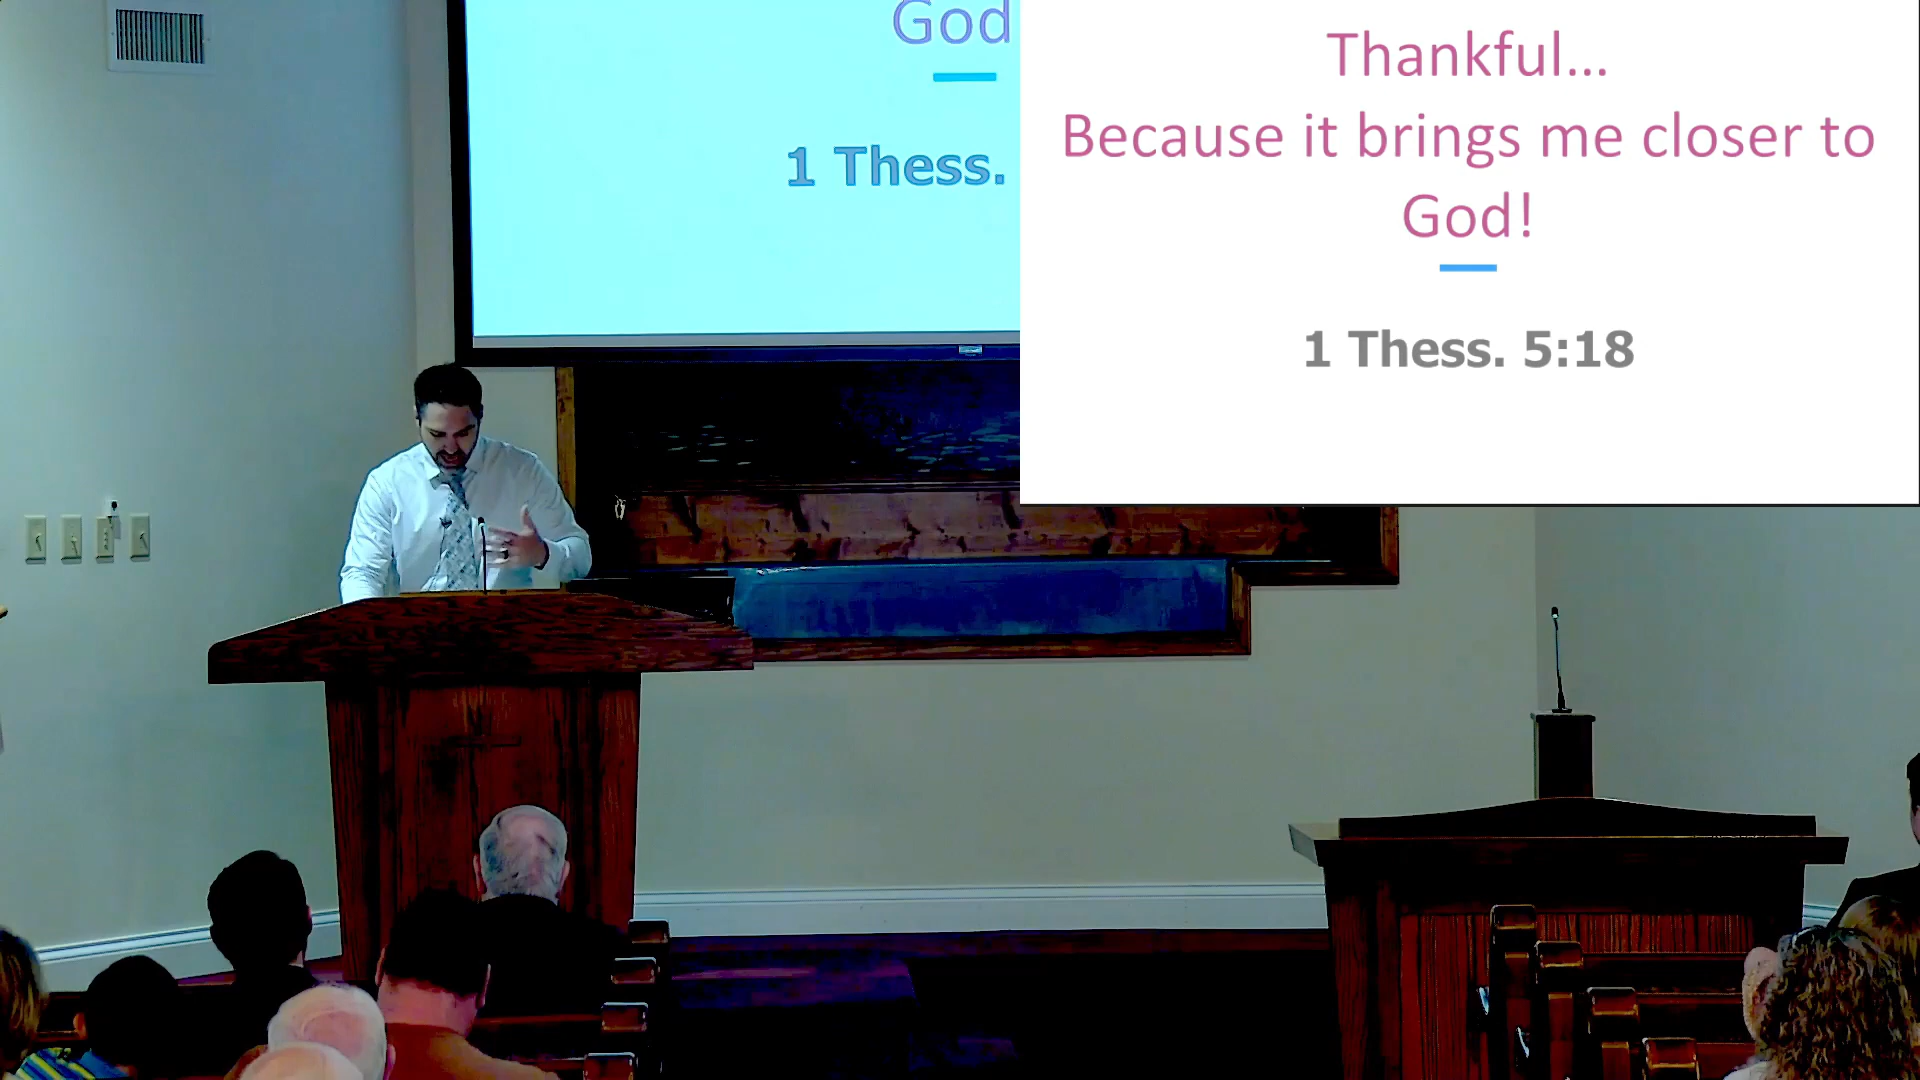 God
1 Thess.
Thankful...
Because it brings me closer to
God!
1 Thess. 5:18